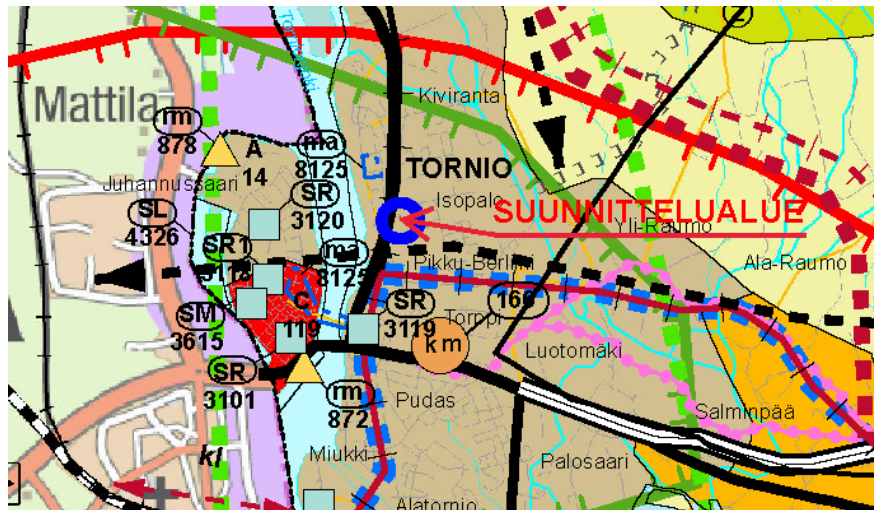 Kiviranta
Mattila
rm
878
A
14
ma
8125
TORNIO
Juhannussaari
SR
3120
Isopalo
SUUNNITTELUALUE
SL
4326
Yli-Raumo
SR1
ma
8125
Pikku-Berliini
Ala-Raumo
C
119
SR
3119
166
SM
3615
Torppi
km
Luotomäki
SR
3101
rm
872
Pudas
Salminpää
kl
Miukki
Palosaari
Alatornio